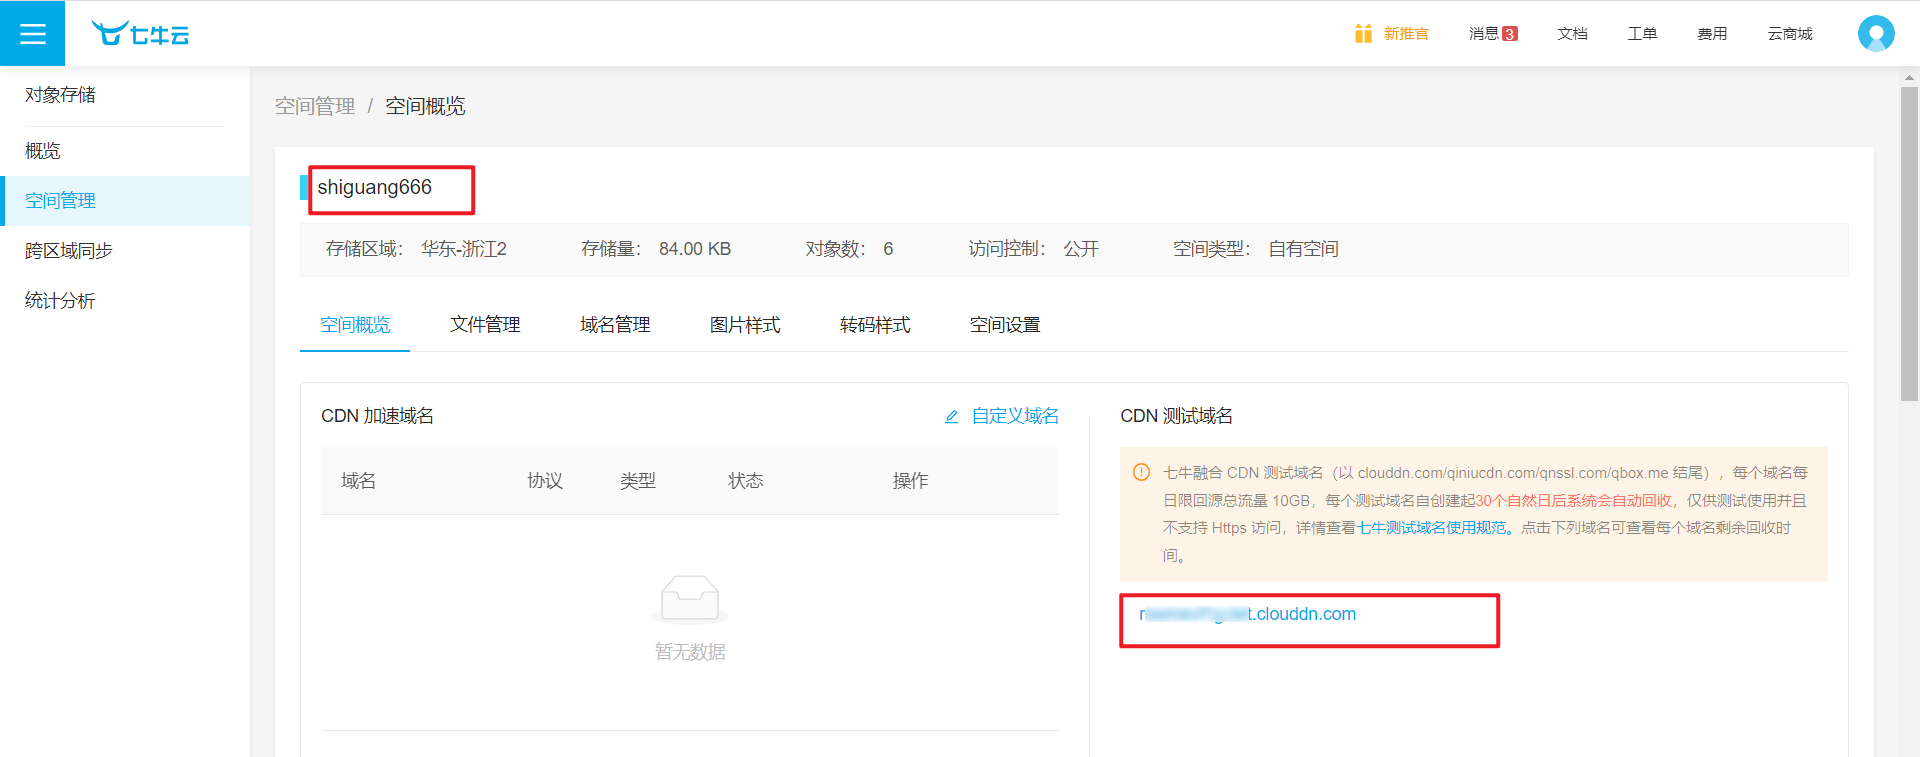 七牛云
新推官
消息 3
文档
工单
费用
云商城
对象存储
概览
空间管理
跨区域同步
统计分析
空间管理 / 空间概览
shiguang666
存储区域： 华东-浙江2 存储量： 84.00 KB 对象数： 6 访问控制： 公开 空间类型： 自有空间
空间概览 文件管理 域名管理 图片样式 转码样式 空间设置
CDN 加速域名
自定义域名
域名 协议 类型 状态 操作
暂无数据
CDN 测试域名
七牛融合 CDN 测试域名（以 clouddn.com/qiniucdn.com/qnssl.com/qbox.me 结尾），每个域名每
日限回源总流量 10GB，每个测试域名自创建起30个自然日后系统会自动回收，仅供测试使用并且
不支持 Https 访问，详情查看七牛测试域名使用规范。点击下列域名可查看每个域名剩余回收时
间。
t.clouddn.com